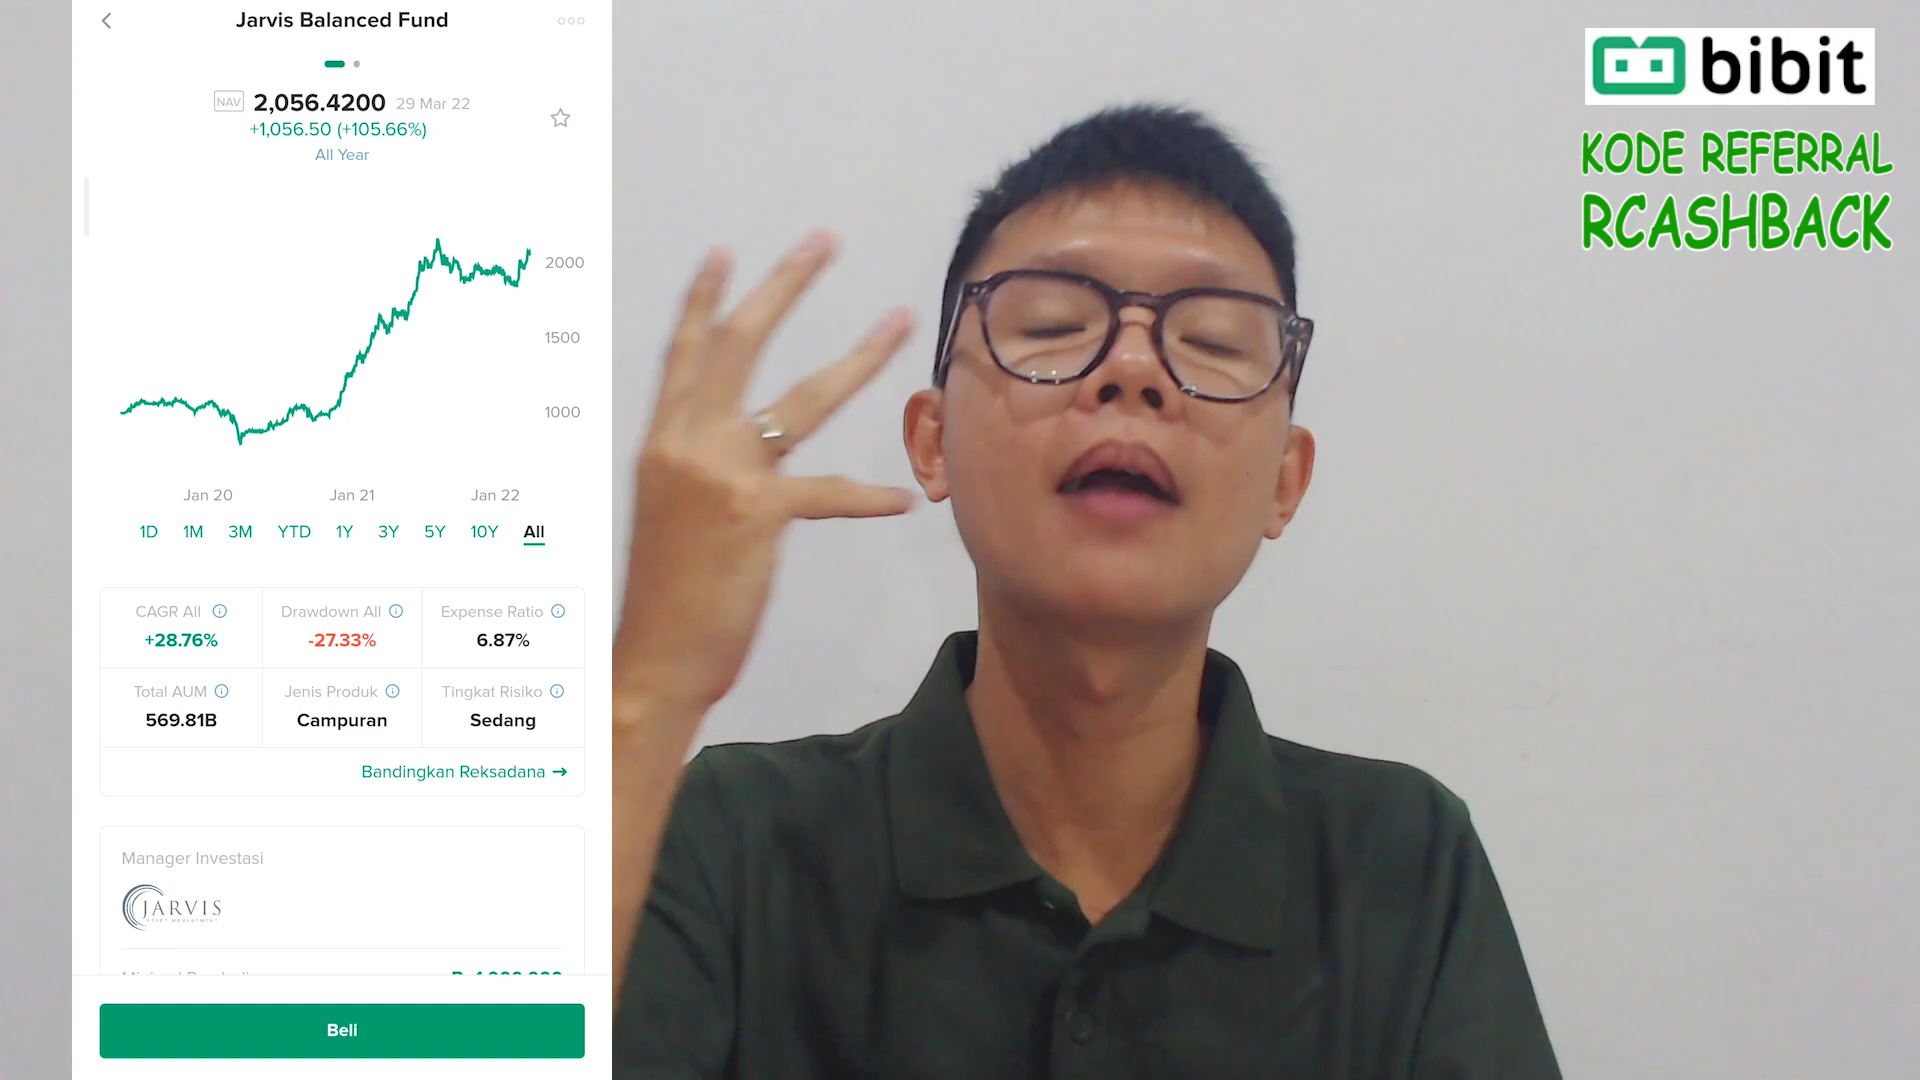 Jarvis Balanced Fund
NAV 2,056.4200 29 Mar 22
+1,056.50 (+105.66%)
All Year
2000
1500
1000
Jan 20 Jan 21 Jan 22
1D 1M 3M YTD 1Y 3Y 5Y 10Y All
CAGR All Drawdown All Expense Ratio
+28.76% -27.33% 6.87%
Total AUM Jenis Produk Tingkat Risiko
569.81B Campuran Sedang
Bandingkan Reksadana →
Manager Investasi
JARVIS
ASSET MANAGEMENT
Beli
bibit
KODE REFERRAL
RCASHBACK